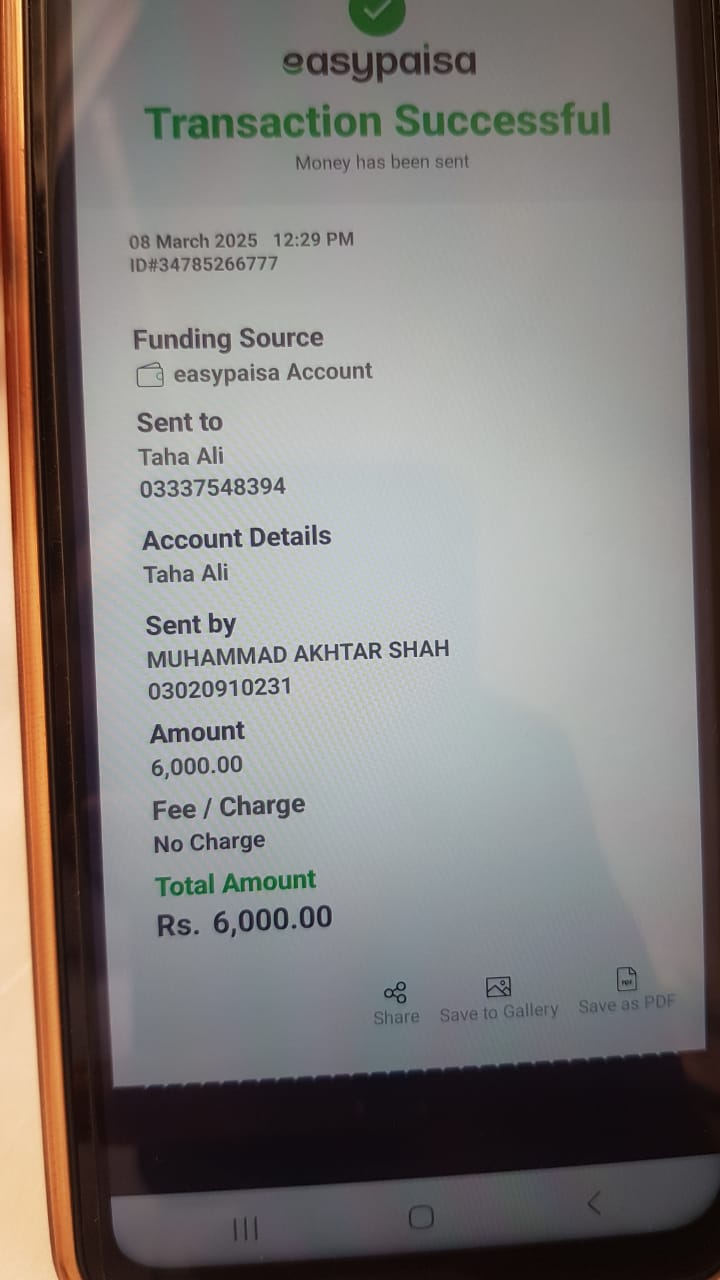 easypaisa
Transaction Successful
Money has been sent
08 March 2025 12:29 PM
ID#34785266777
Funding Source
easypaisa Account
Sent to
Taha Ali
03337548394
Account Details
Taha Ali
Sent by
MUHAMMAD AKHTAR SHAH
03020910231
Amount
6,000.00
Fee / Charge
No Charge
Total Amount
Rs. 6,000.00
Share Save to Gallery Save as PDF